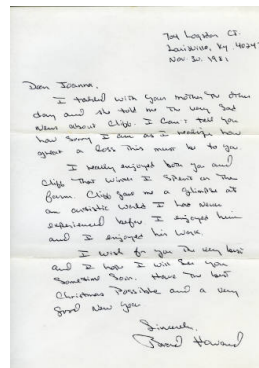 704 Logston Ct.
Louisville, Ky 40243
Nov. 30. 1981
Dear Joanne,
I talked with your mother the other
day and she told me the very sad
news about Cliff. I can't tell you
how sorry I am as I realize how
great a loss this must be to you.
I really enjoyed both you and
Cliff that winter I spent on the
farm. Cliff gave me a glimpse at
an artistic world I had never
experienced before I enjoyed him
and I enjoyed his work.
I wish for you the very best
and I hope I will see you
sometime soon. Have the best
Christmas possible and a very
good New Year
Sincerely,
Howard